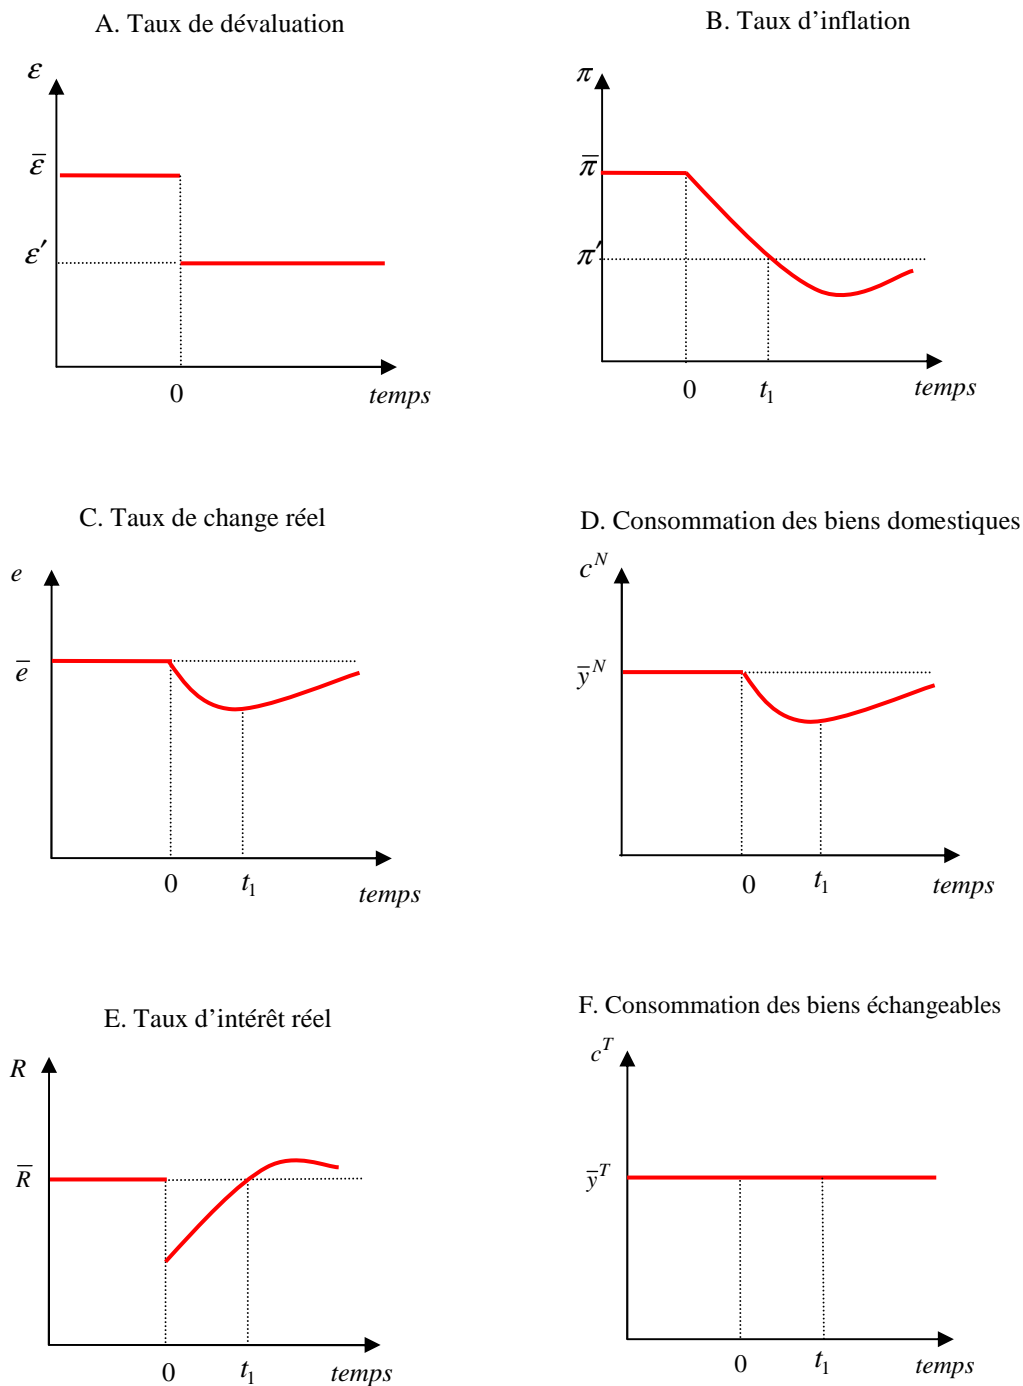 A. Taux de dévaluation
ε
ε̄
ε′
0
temps
B. Taux d’inflation
π
π̄
π′
0
t₁
temps
C. Taux de change réel
e
ē
0
t₁
temps
D. Consommation des biens domestiques
c^N
ȳ^N
0
t₁
temps
E. Taux d’intérêt réel
R
R̄
0
t₁
temps
F. Consommation des biens échangeables
c^T
ȳ^T
0
t₁
temps